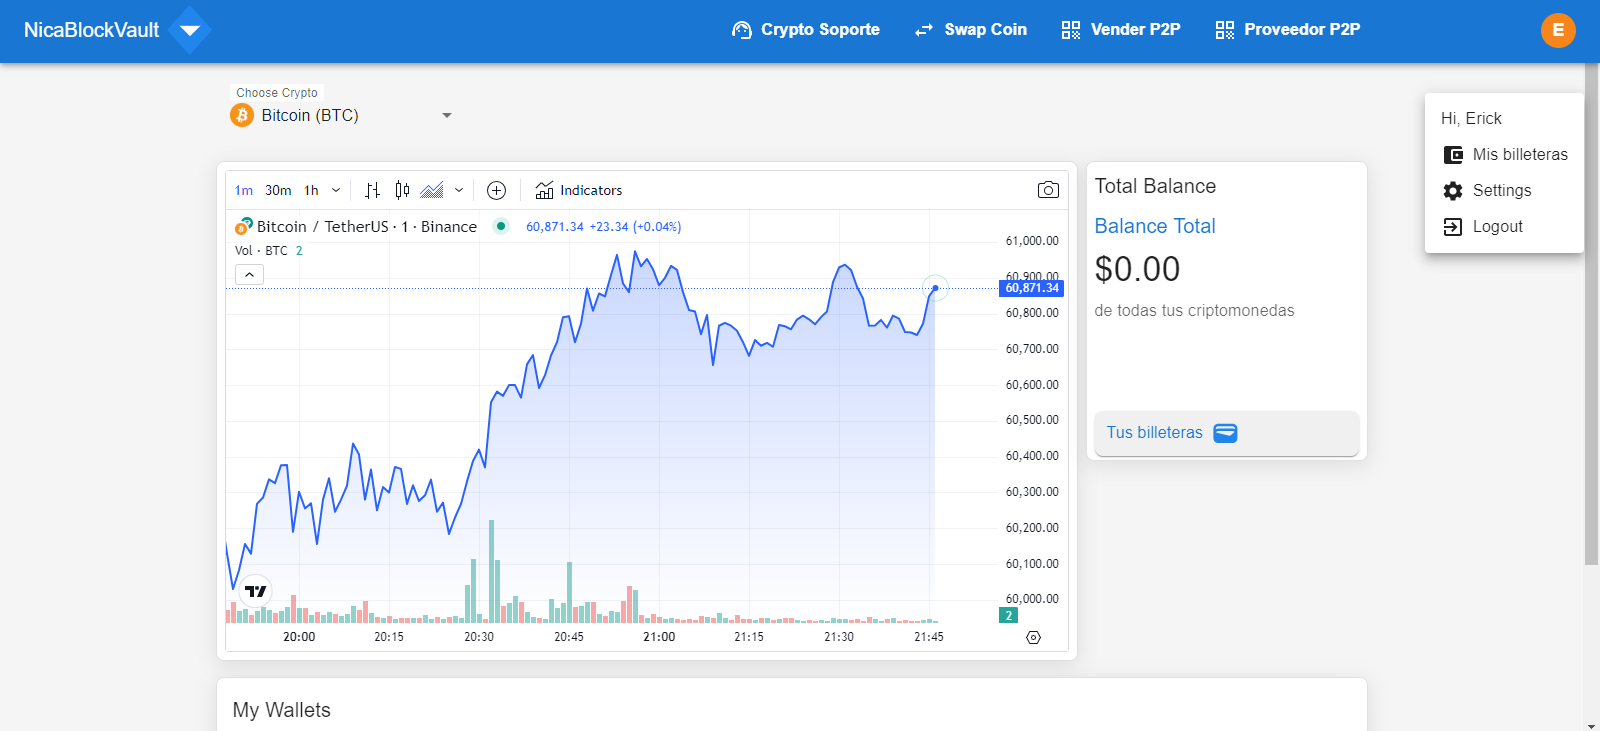 NicaBlockVault
Crypto Soporte
Swap Coin
Vender P2P
Proveedor P2P
E
Choose Crypto
Bitcoin (BTC)
Hi, Erick
Mis billeteras
Settings
Logout
1m 30m 1h
Indicators
Bitcoin / TetherUS · 1 · Binance
60,871.34 +23.34 (+0.04%)
Vol · BTC 2
61,000.00
60,900.00
60,871.34
60,800.00
60,700.00
60,600.00
60,500.00
60,400.00
60,300.00
60,200.00
60,100.00
60,000.00
2
20:00 20:15 20:30 20:45 21:00 21:15 21:30 21:45
Total Balance
Balance Total
$0.00
de todas tus criptomonedas
Tus billeteras
My Wallets